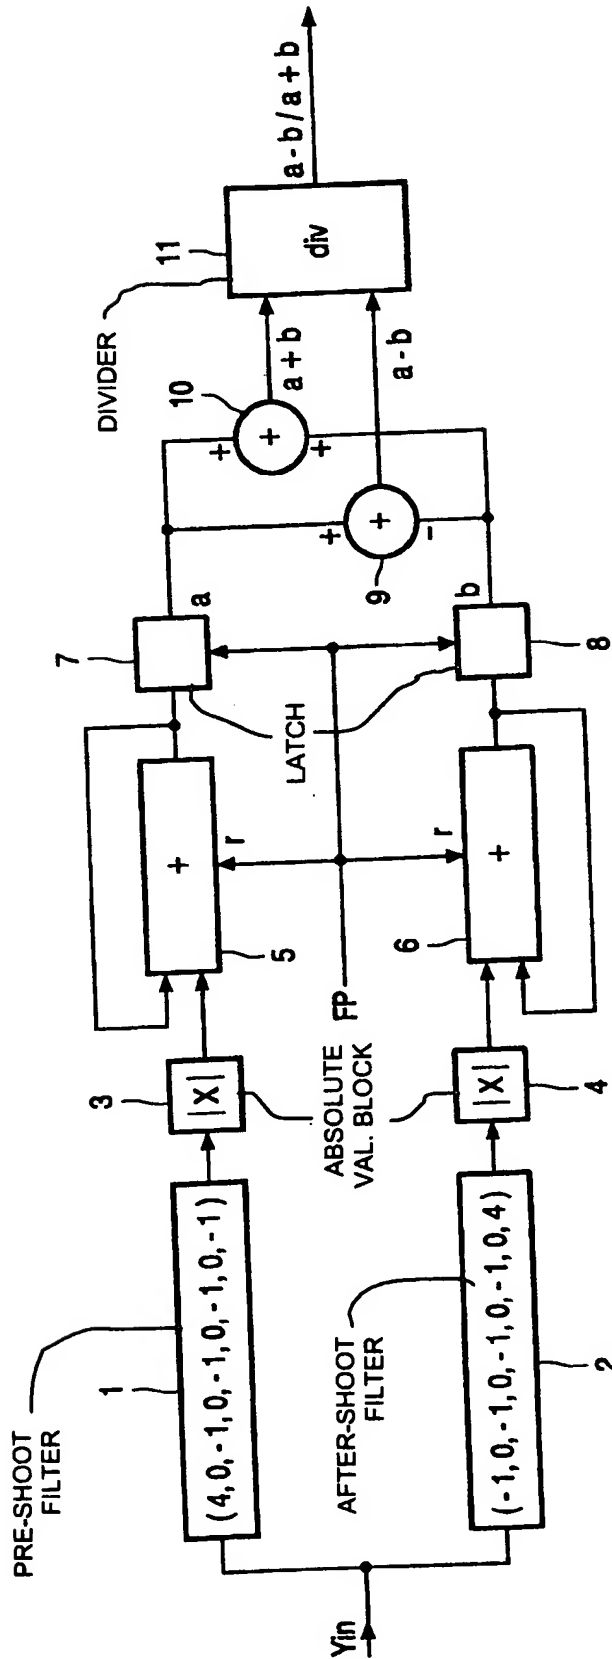 PRE-SHOOT
FILTER
1
(4,0,-1,0,-1,0,-1,0,-1)
3
|X|
5
+
r
7
a
LATCH
10
+
+
+
a+b
DIVIDER
11
div
a-b/a+b
Yin
FP
ABSOLUTE
VAL. BLOCK
9
+
+
-
a-b
AFTER-SHOOT
FILTER
(-1,0,-1,0,-1,0,-1,0,4)
2
|X|
4
6
+
r
b
8